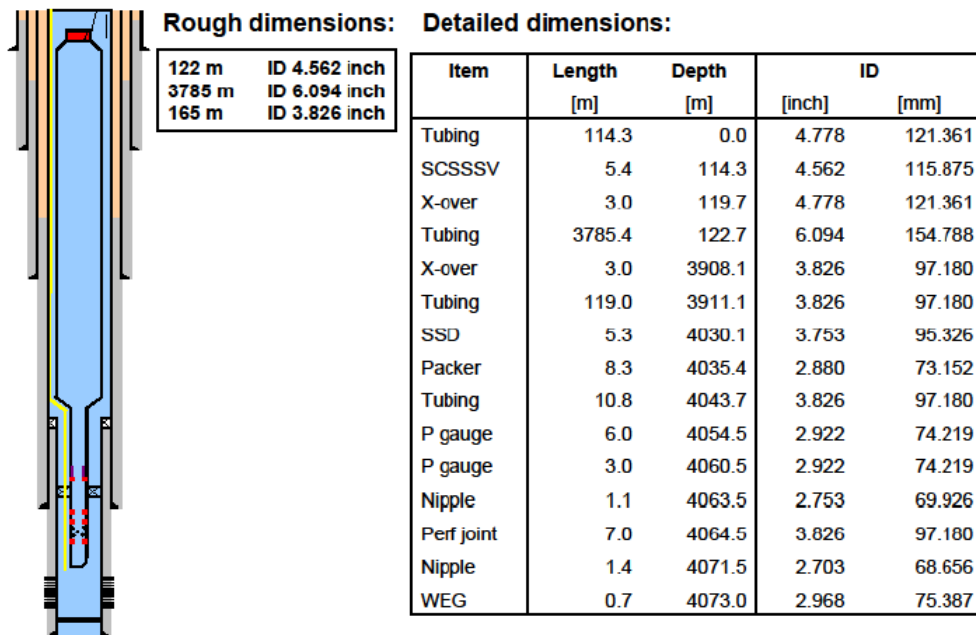 Rough dimensions:
122 m ID 4.562 inch
3785 m ID 6.094 inch
165 m ID 3.826 inch
Detailed dimensions:
Item Length Depth ID
[m] [m] [inch] [mm]
Tubing 114.3 0.0 4.778 121.361
SCSSSV 5.4 114.3 4.562 115.875
X-over 3.0 119.7 4.778 121.361
Tubing 3785.4 122.7 6.094 154.788
X-over 3.0 3908.1 3.826 97.180
Tubing 119.0 3911.1 3.826 97.180
SSD 5.3 4030.1 3.753 95.326
Packer 8.3 4035.4 2.880 73.152
Tubing 10.8 4043.7 3.826 97.180
P gauge 6.0 4054.5 2.922 74.219
P gauge 3.0 4060.5 2.922 74.219
Nipple 1.1 4063.5 2.753 69.926
Perf joint 7.0 4064.5 3.826 97.180
Nipple 1.4 4071.5 2.703 68.656
WEG 0.7 4073.0 2.968 75.387